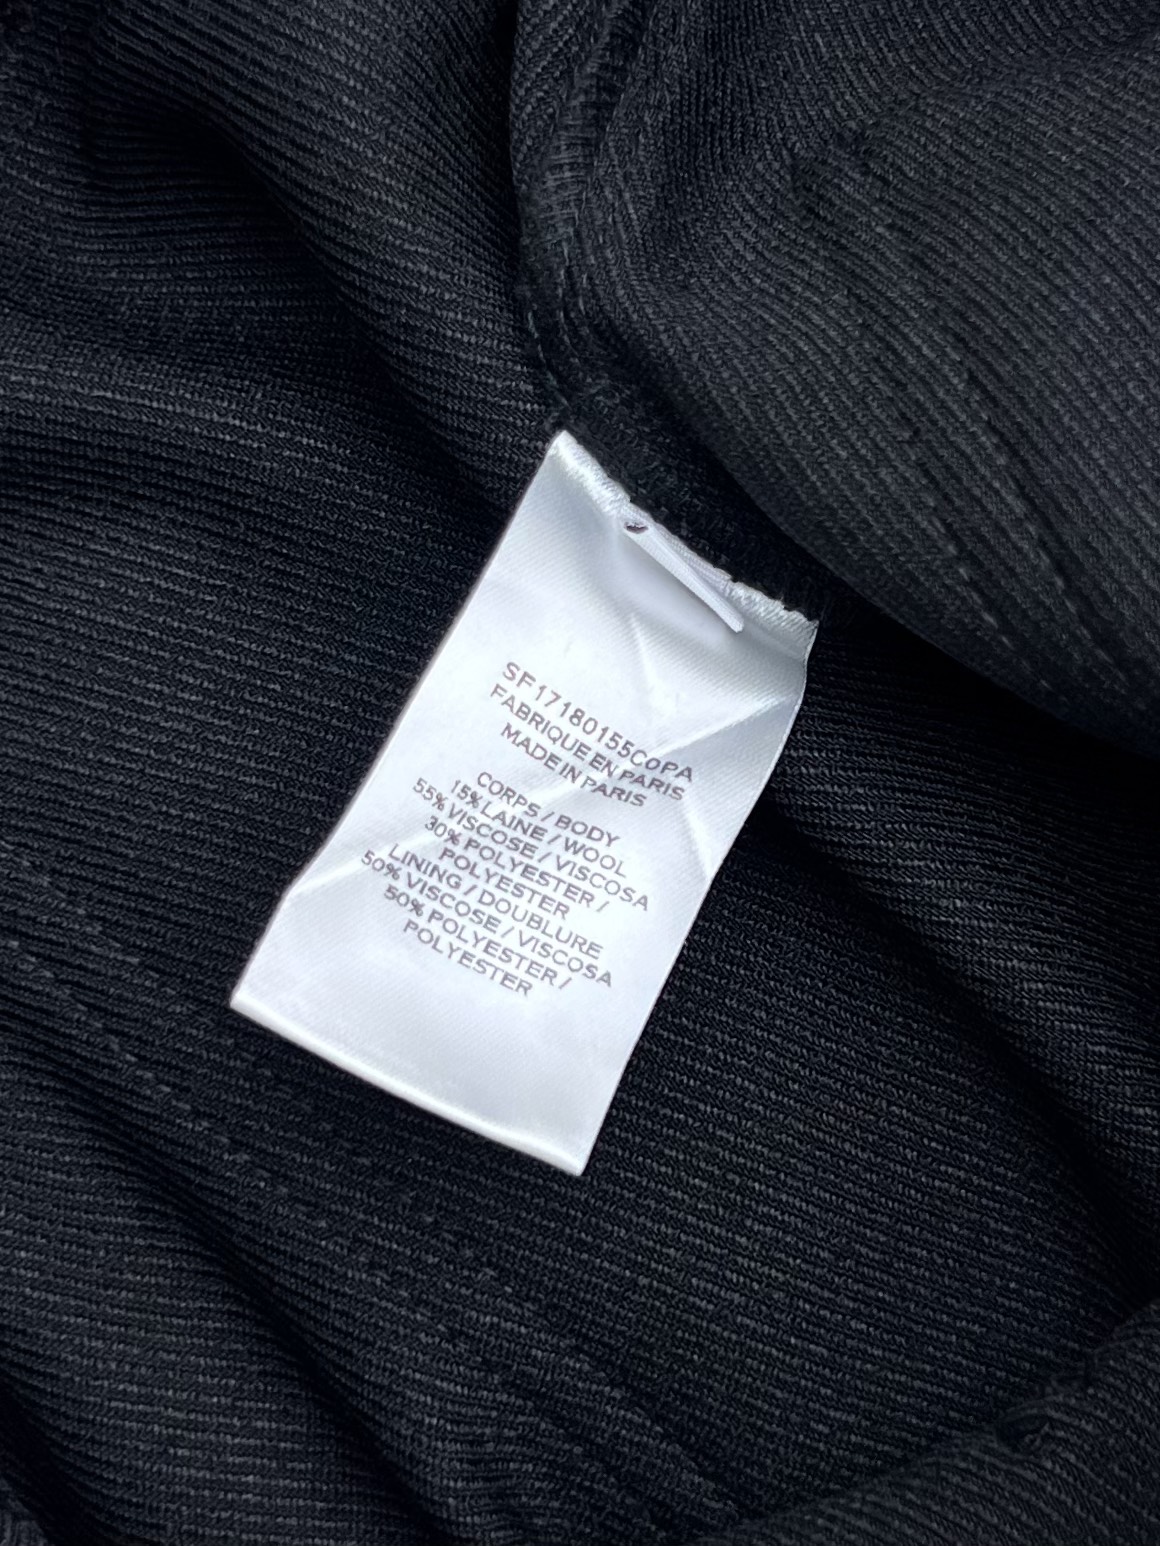 SF17180155CoPA
FABRIQUE EN PARIS
MADE IN PARIS
CORPS / BODY
15% LAINE / WOOL
55% VISCOSE / VISCOSA
30% POLYESTER /
POLYESTER
LINING / DOUBLURE
50% VISCOSE / VISCOSA
50% POLYESTER /
POLYESTER